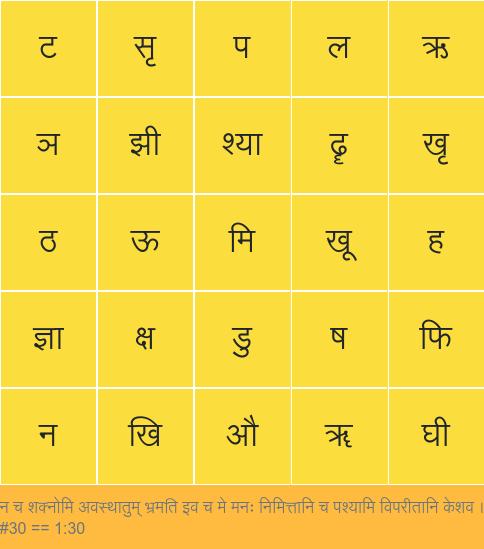 ट सृ प ल ऋ
ञ झी श्या ढॄ खृ
ठ ऊ मि खू ह
ज्ञा क्ष डु ष फि
न खि औ ॠ घी
न च शक्नोमि अवस्थातुम् भ्रमति इव च मे मनः निमित्तानि च पश्यामि विपरीतानि केशव ।
#30 == 1:30